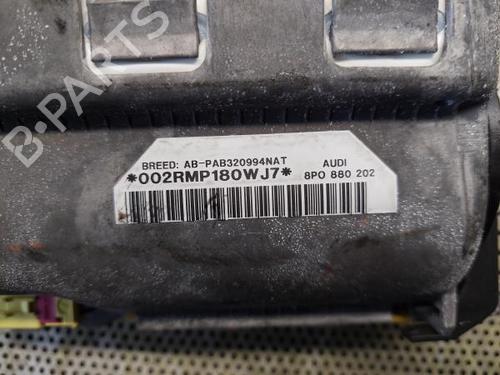 B-PARTS
BREED: AB-PAB320994NAT AUDI
*002RMP180WJ7* 8P0 880 202